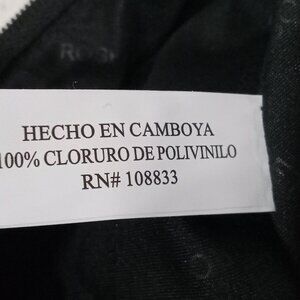 HECHO EN CAMBOYA
100% CLORURO DE POLIVINILO
RN# 108833